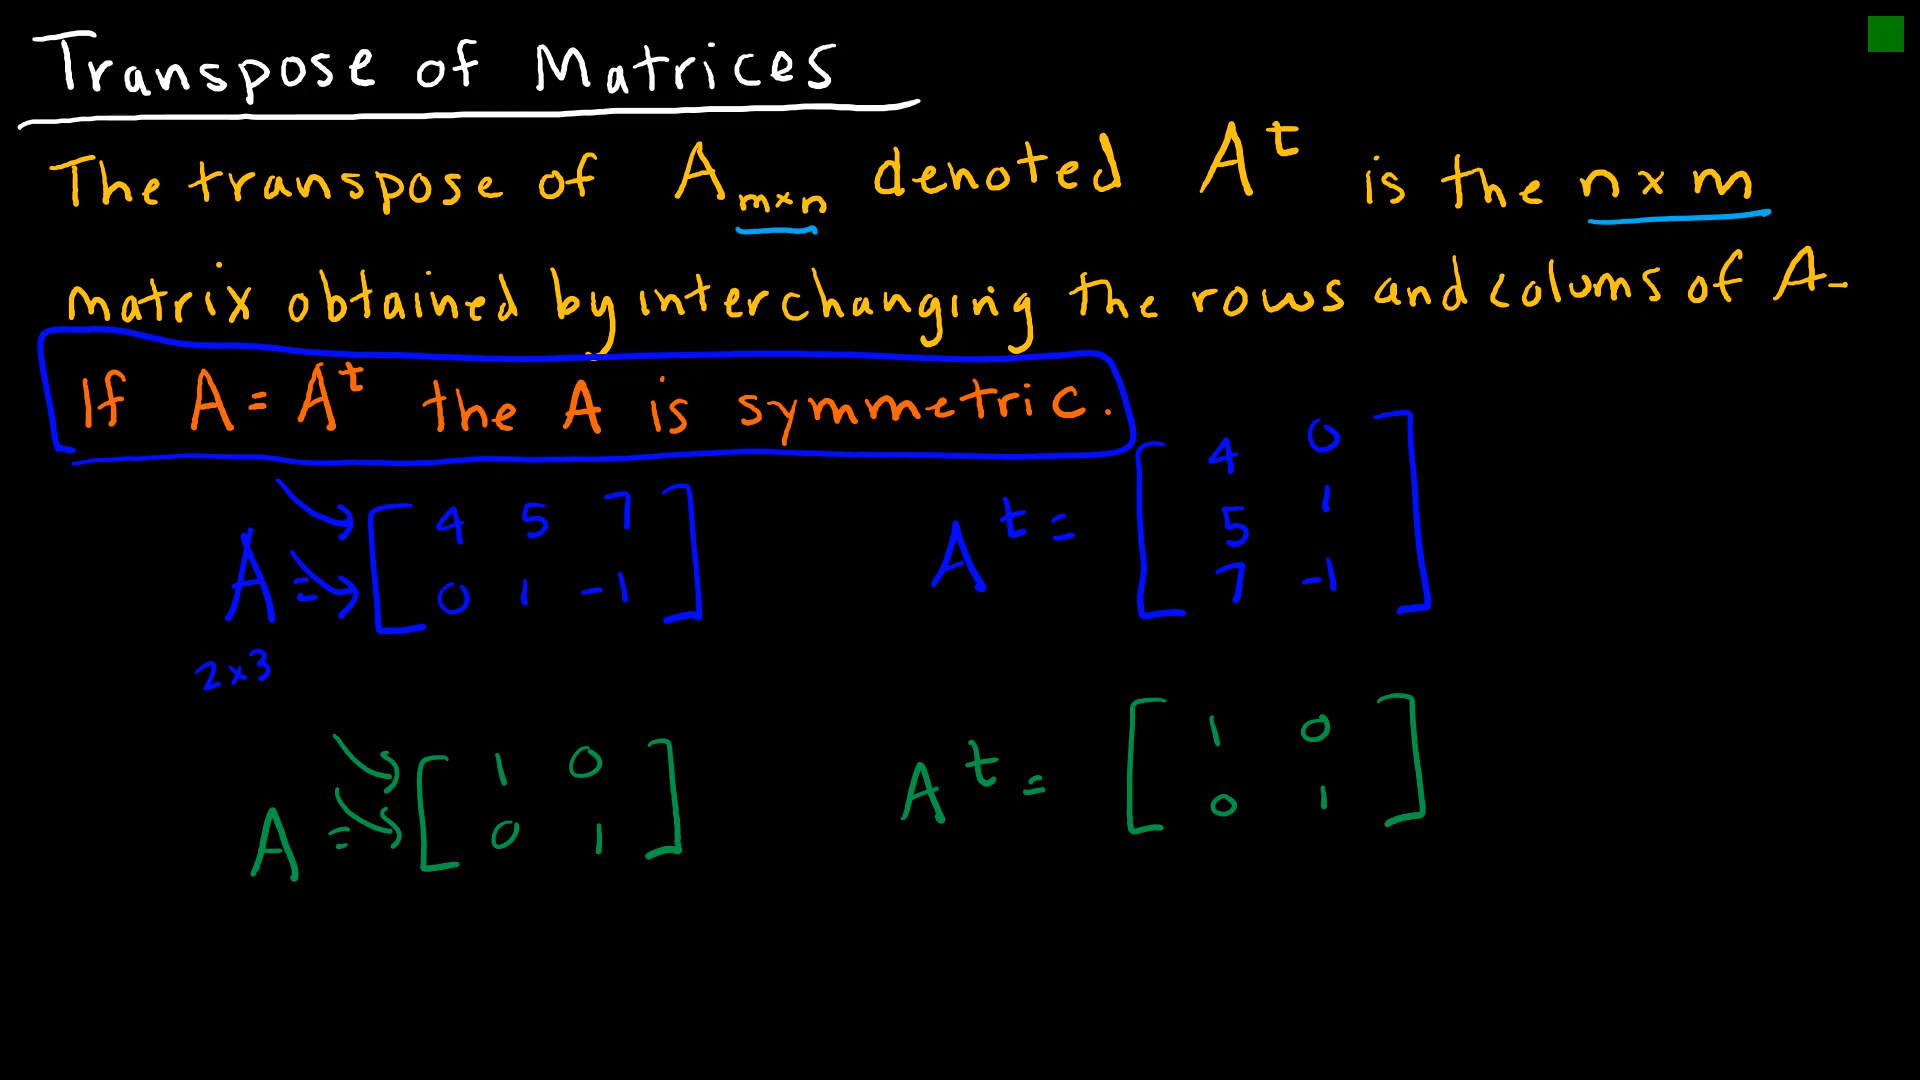 Transpose of Matrices
The transpose of A m×n denoted Aᵗ is the n×m
matrix obtained by interchanging the rows and colums of A.
If A = Aᵗ the A is symmetric.
A = [ 4 5 7
0 1 -1 ]
2×3
Aᵗ = [ 4 0
5 1
7 -1 ]
A = [ 1 0
0 1 ]
Aᵗ = [ 1 0
0 1 ]